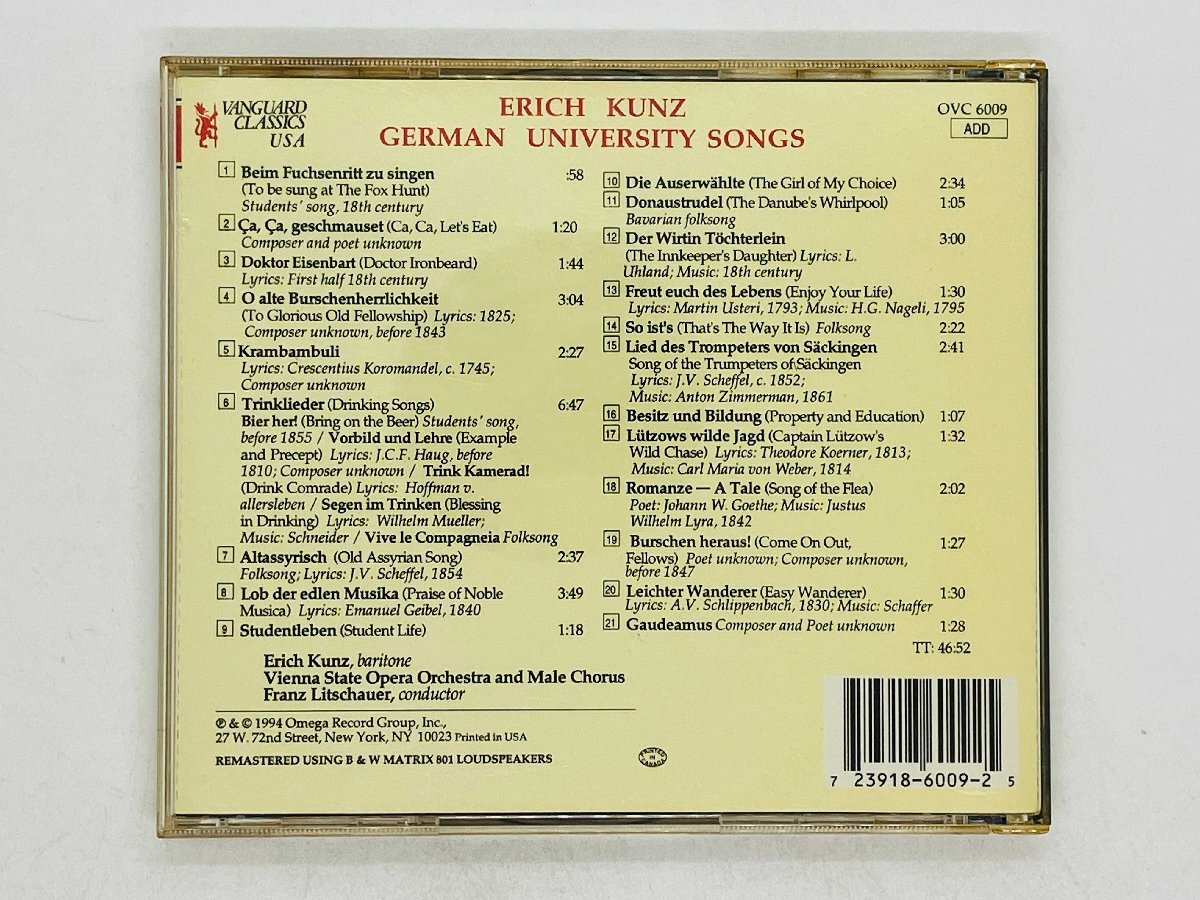 VANGUARD
CLASSICS
USA
ERICH KUNZ
GERMAN UNIVERSITY SONGS
OVC 6009
ADD
1 Beim Fuchsenritt zu singen :58
(To be sung at The Fox Hunt)
Students' song, 18th century
2 Ça, Ça, geschmauset (Ca, Ca, Let's Eat) 1:20
Composer and poet unknown
3 Doktor Eisenbart (Doctor Ironbeard) 1:44
Lyrics: First half 18th century
4 O alte Burschenherrlichkeit 3:04
(To Glorious Old Fellowship) Lyrics: 1825;
Composer unknown, before 1843
5 Krambambuli 2:27
Lyrics: Crescentius Koromandel, c. 1745;
Composer unknown
6 Trinklieder (Drinking Songs) 6:47
Bier her! (Bring on the Beer) Students' song,
before 1855 / Vorbild und Lehre (Example
and Precept) Lyrics: J.C.F. Haug, before
1810; Composer unknown / Trink Kamerad!
(Drink Comrade) Lyrics: Hoffman v.
allersleben / Segen im Trinken (Blessing
in Drinking) Lyrics: Wilhelm Mueller;
Music: Schneider / Vive le Compagneia Folksong
7 Altassyrisch (Old Assyrian Song) 2:37
Folksong; Lyrics: J.V. Scheffel, 1854
8 Lob der edlen Musika (Praise of Noble 3:49
Musica) Lyrics: Emanuel Geibel, 1840
9 Studentleben (Student Life) 1:18
10 Die Auserwählte (The Girl of My Choice) 2:34
11 Donaustrudel (The Danube's Whirlpool) 1:05
Bavarian folksong
12 Der Wirtin Töchterlein 3:00
(The Innkeeper's Daughter) Lyrics: L.
Uhland; Music: 18th century
13 Freut euch des Lebens (Enjoy Your Life) 1:30
Lyrics: Martin Usteri, 1793; Music: H.G. Nageli, 1795
14 So ist's (That's The Way It Is) Folksong 2:22
15 Lied des Trompeters von Säckingen 2:41
Song of the Trumpeters of Säckingen
Lyrics: J.V. Scheffel, c. 1852;
Music: Anton Zimmerman, 1861
16 Besitz und Bildung (Property and Education) 1:07
17 Lützows wilde Jagd (Captain Lützow's 1:32
Wild Chase) Lyrics: Theodore Koerner, 1813;
Music: Carl Maria von Weber, 1814
18 Romanze — A Tale (Song of the Flea) 2:02
Poet: Johann W. Goethe; Music: Justus
Wilhelm Lyra, 1842
19 Burschen heraus! (Come On Out, 1:27
Fellows) Poet unknown; Composer unknown,
before 1847
20 Leichter Wanderer (Easy Wanderer) 1:30
Lyrics: A.V. Schlippenbach, 1830; Music: Schaffer
21 Gaudeamus Composer and Poet unknown 1:28
TT: 46:52
Erich Kunz, baritone
Vienna State Opera Orchestra and Male Chorus
Franz Litschauer, conductor
℗ & © 1994 Omega Record Group, Inc.,
27 W. 72nd Street, New York, NY 10023 Printed in USA
REMASTERED USING B & W MATRIX 801 LOUDSPEAKERS
PRINTED
IN
CANADA
7 23918-6009-2 5